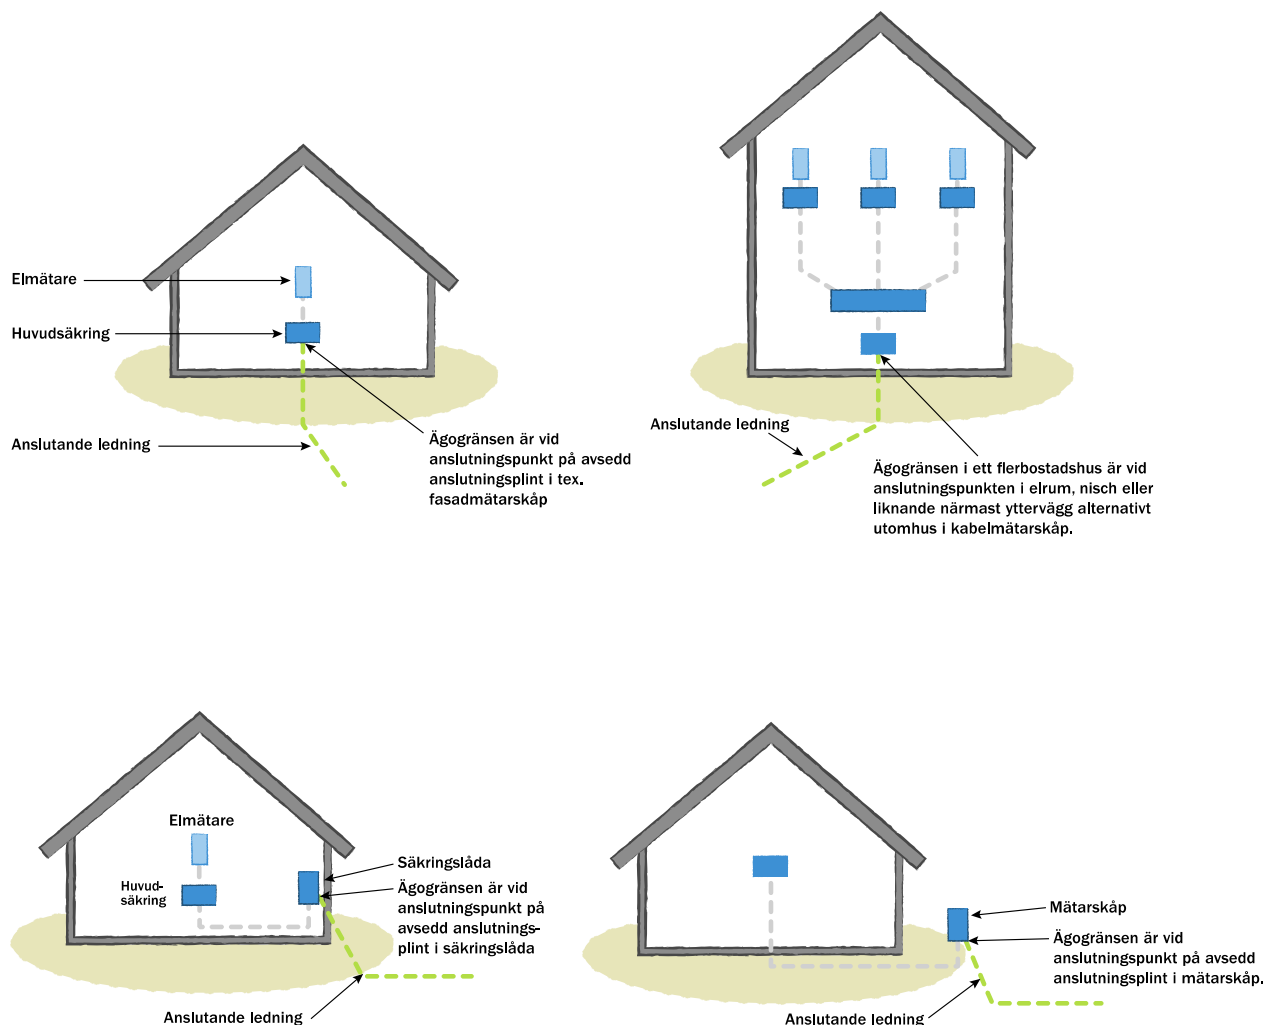 Elmätare
Huvudsäkring
Anslutande ledning
Ägogränsen är vid
anslutningspunkt på avsedd
anslutningsplint i tex.
fasadmätarskåp
Anslutande ledning
Ägogränsen i ett flerbostadshus är vid
anslutningspunkten i elrum, nisch eller
liknande närmast yttervägg alternativt
utomhus i kabelmätarskåp.
Elmätare
Huvud-
säkring
Säkringslåda
Ägogränsen är vid
anslutningspunkt på
avsedd anslutnings-
plint i säkringslåda
Anslutande ledning
Mätarskåp
Ägogränsen är vid
anslutningspunkt på avsedd
anslutningsplint i mätarskåp.
Anslutande ledning